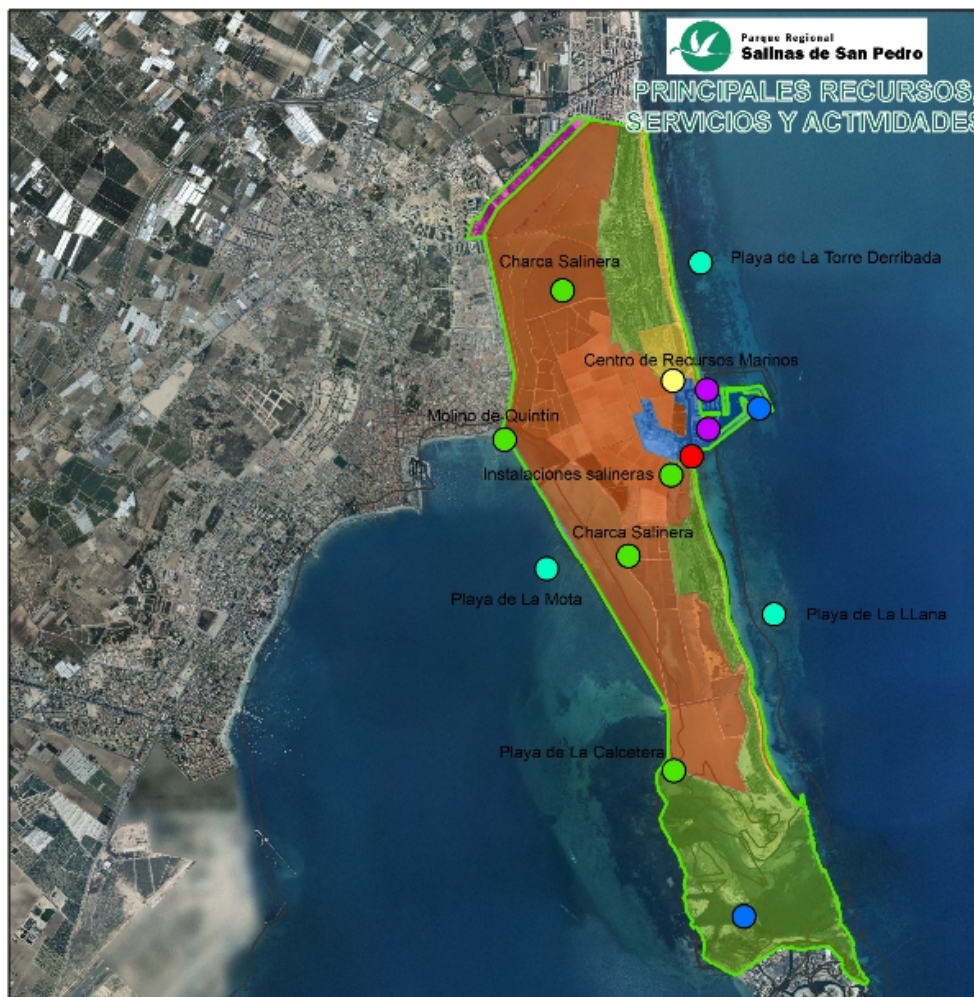 Parque Regional
Salinas de San Pedro
PRINCIPALES RECURSOS,
SERVICIOS Y ACTIVIDADES
Charca Salinera
Playa de La Torre Derribada
Centro de Recursos Marinos
Molino de Quintín
Instalaciones salineras
Charca Salinera
Playa de La Mota
Playa de La LLana
Playa de La Calcetera